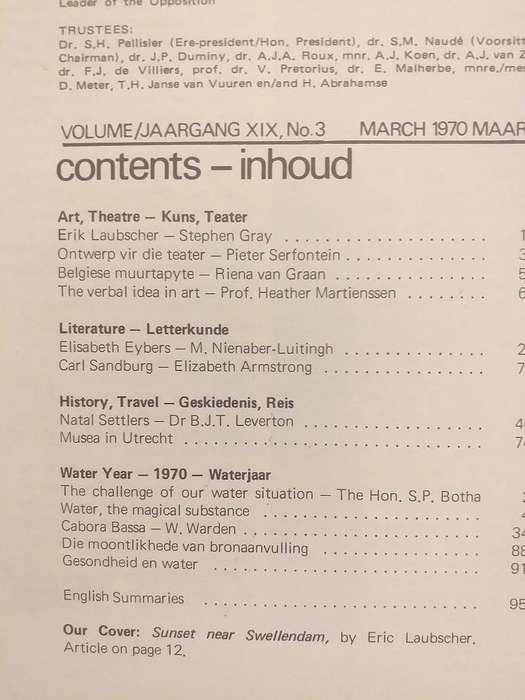 Leader of the Opposition
TRUSTEES:
Dr. S.H. Pellisier (Ere-president/Hon. President), dr. S.M. Naudé (Voorsitt
Chairman), dr. J.P. Duminy, dr. A.J.A. Roux, mnr. A.J. Koen, dr. A.J. van
dr. F.J. de Villiers, prof. dr. V. Pretorius, dr. E. Malherbe, mnre./mes
D. Meter, T.H. Janse van Vuuren en/and H. Abrahamse
VOLUME/JAARGANG XIX, No. 3 MARCH 1970 MAAR
contents – inhoud
Art, Theatre – Kuns, Teater
Erik Laubscher – Stephen Gray . . . . . . . . . . . . . . . . . . . .
Ontwerp vir die teater – Pieter Serfontein . . . . . . . . . . . . . .
Belgiese muurtapyte – Riena van Graan . . . . . . . . . . . . . . .
The verbal idea in art – Prof. Heather Martienssen . . . . . . . .
Literature – Letterkunde
Elisabeth Eybers – M. Nienaber-Luitingh . . . . . . . . . . . . . .
Carl Sandburg – Elizabeth Armstrong . . . . . . . . . . . . . . . .
History, Travel – Geskiedenis, Reis
Natal Settlers – Dr B.J.T. Leverton . . . . . . . . . . . . . . . . . .
Musea in Utrecht . . . . . . . . . . . . . . . . . . . . . . . . . . . . .
Water Year – 1970 – Waterjaar
The challenge of our water situation – The Hon. S.P. Botha
Water, the magical substance . . . . . . . . . . . . . . . . . . . . .
Cabora Bassa – W. Warden . . . . . . . . . . . . . . . . . . . . . . . 34
Die moontlikhede van bronaanvulling . . . . . . . . . . . . . . . . 88
Gesondheid en water . . . . . . . . . . . . . . . . . . . . . . . . . . 91
English Summaries . . . . . . . . . . . . . . . . . . . . . . . . . . . 95
Our Cover: Sunset near Swellendam, by Eric Laubscher.
Article on page 12.